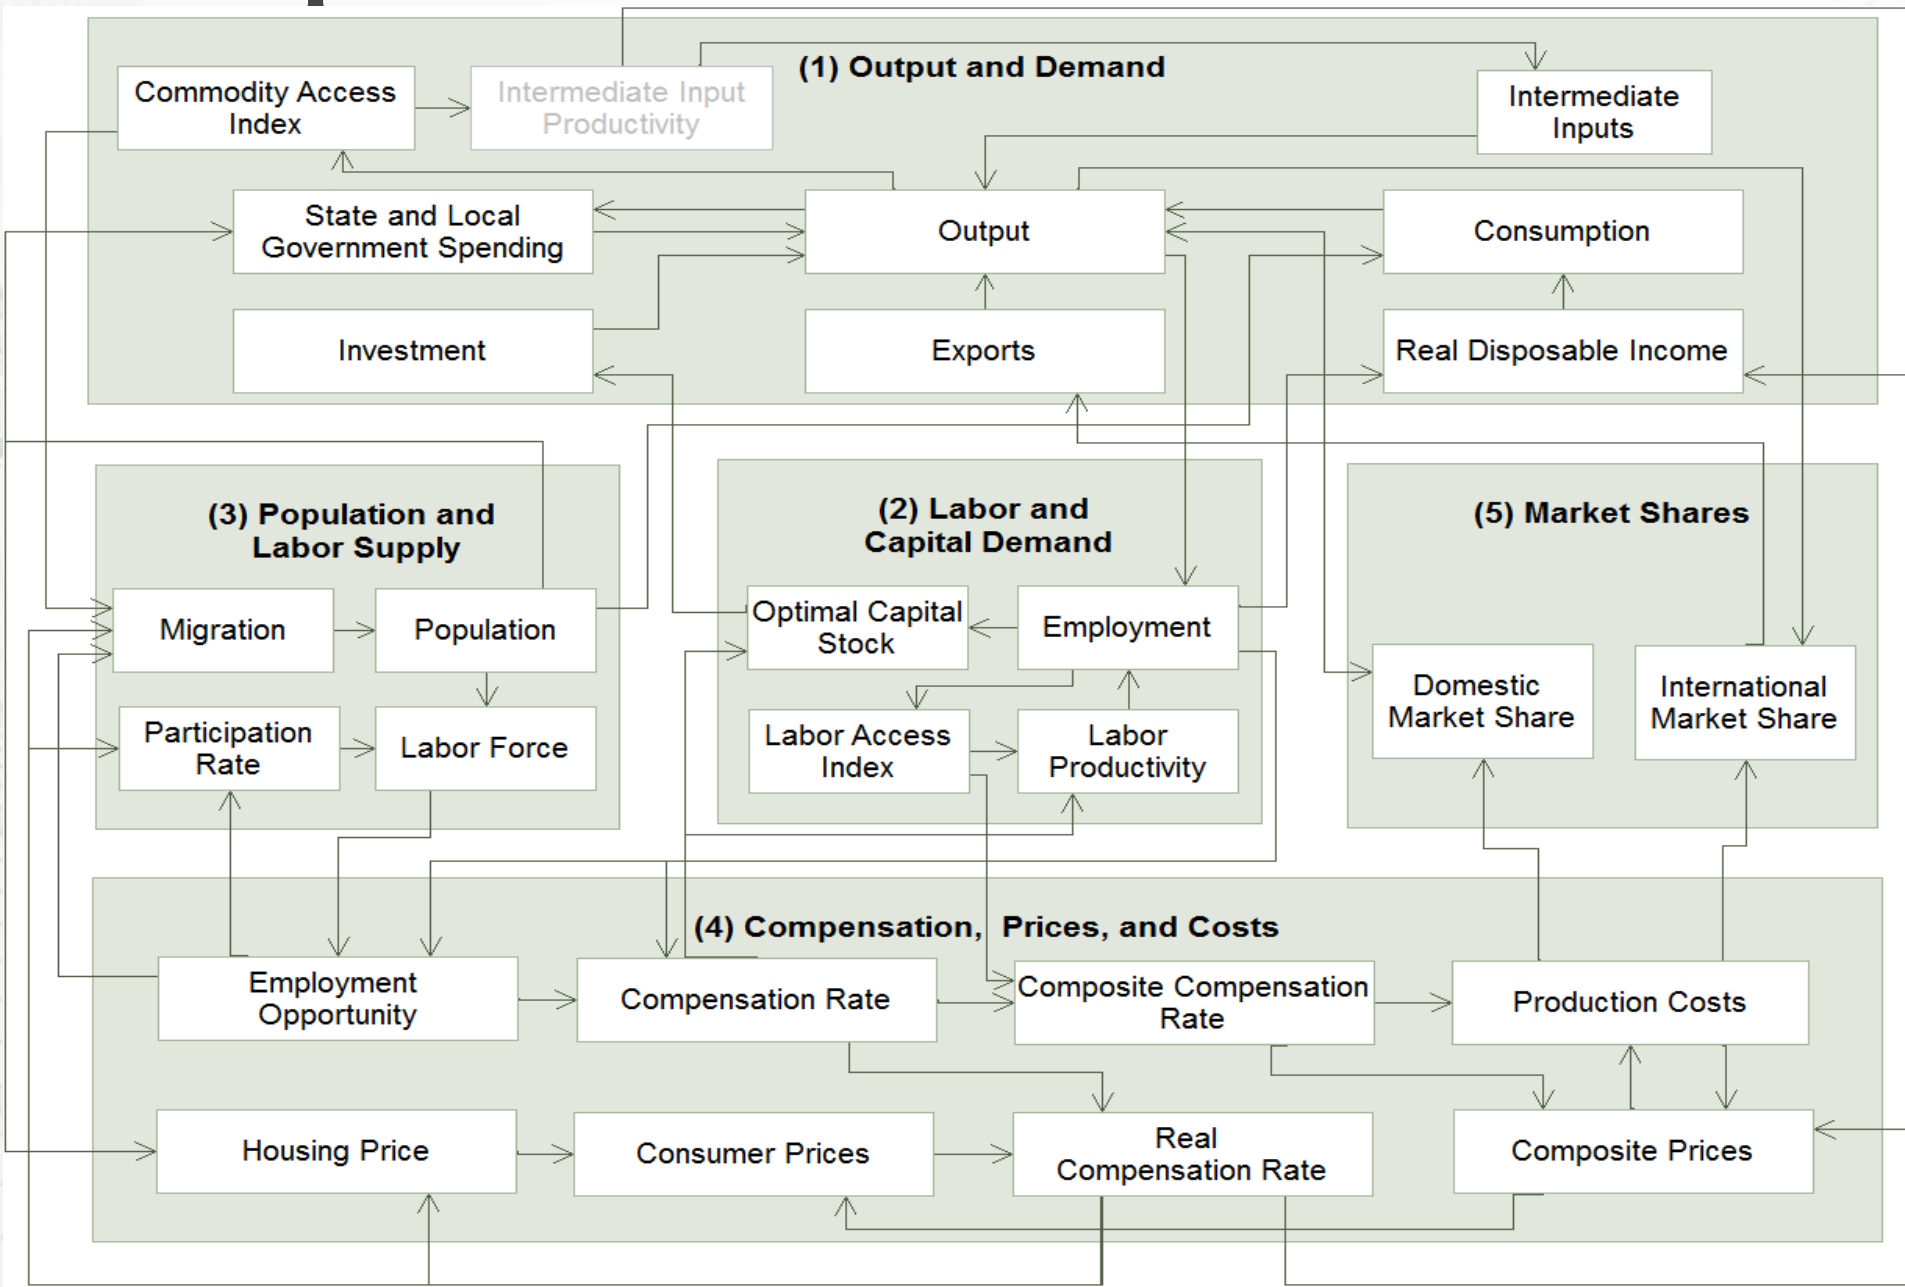 (1) Output and Demand
Commodity Access
Index
Intermediate Input
Productivity
Intermediate
Inputs
State and Local
Government Spending
Output
Consumption
Investment
Exports
Real Disposable Income
(3) Population and
Labor Supply
Migration
Population
Participation
Rate
Labor Force
(2) Labor and
Capital Demand
Optimal Capital
Stock
Employment
Labor Access
Index
Labor
Productivity
(5) Market Shares
Domestic
Market Share
International
Market Share
(4) Compensation, Prices, and Costs
Employment
Opportunity
Compensation Rate
Composite Compensation
Rate
Production Costs
Housing Price
Consumer Prices
Real
Compensation Rate
Composite Prices